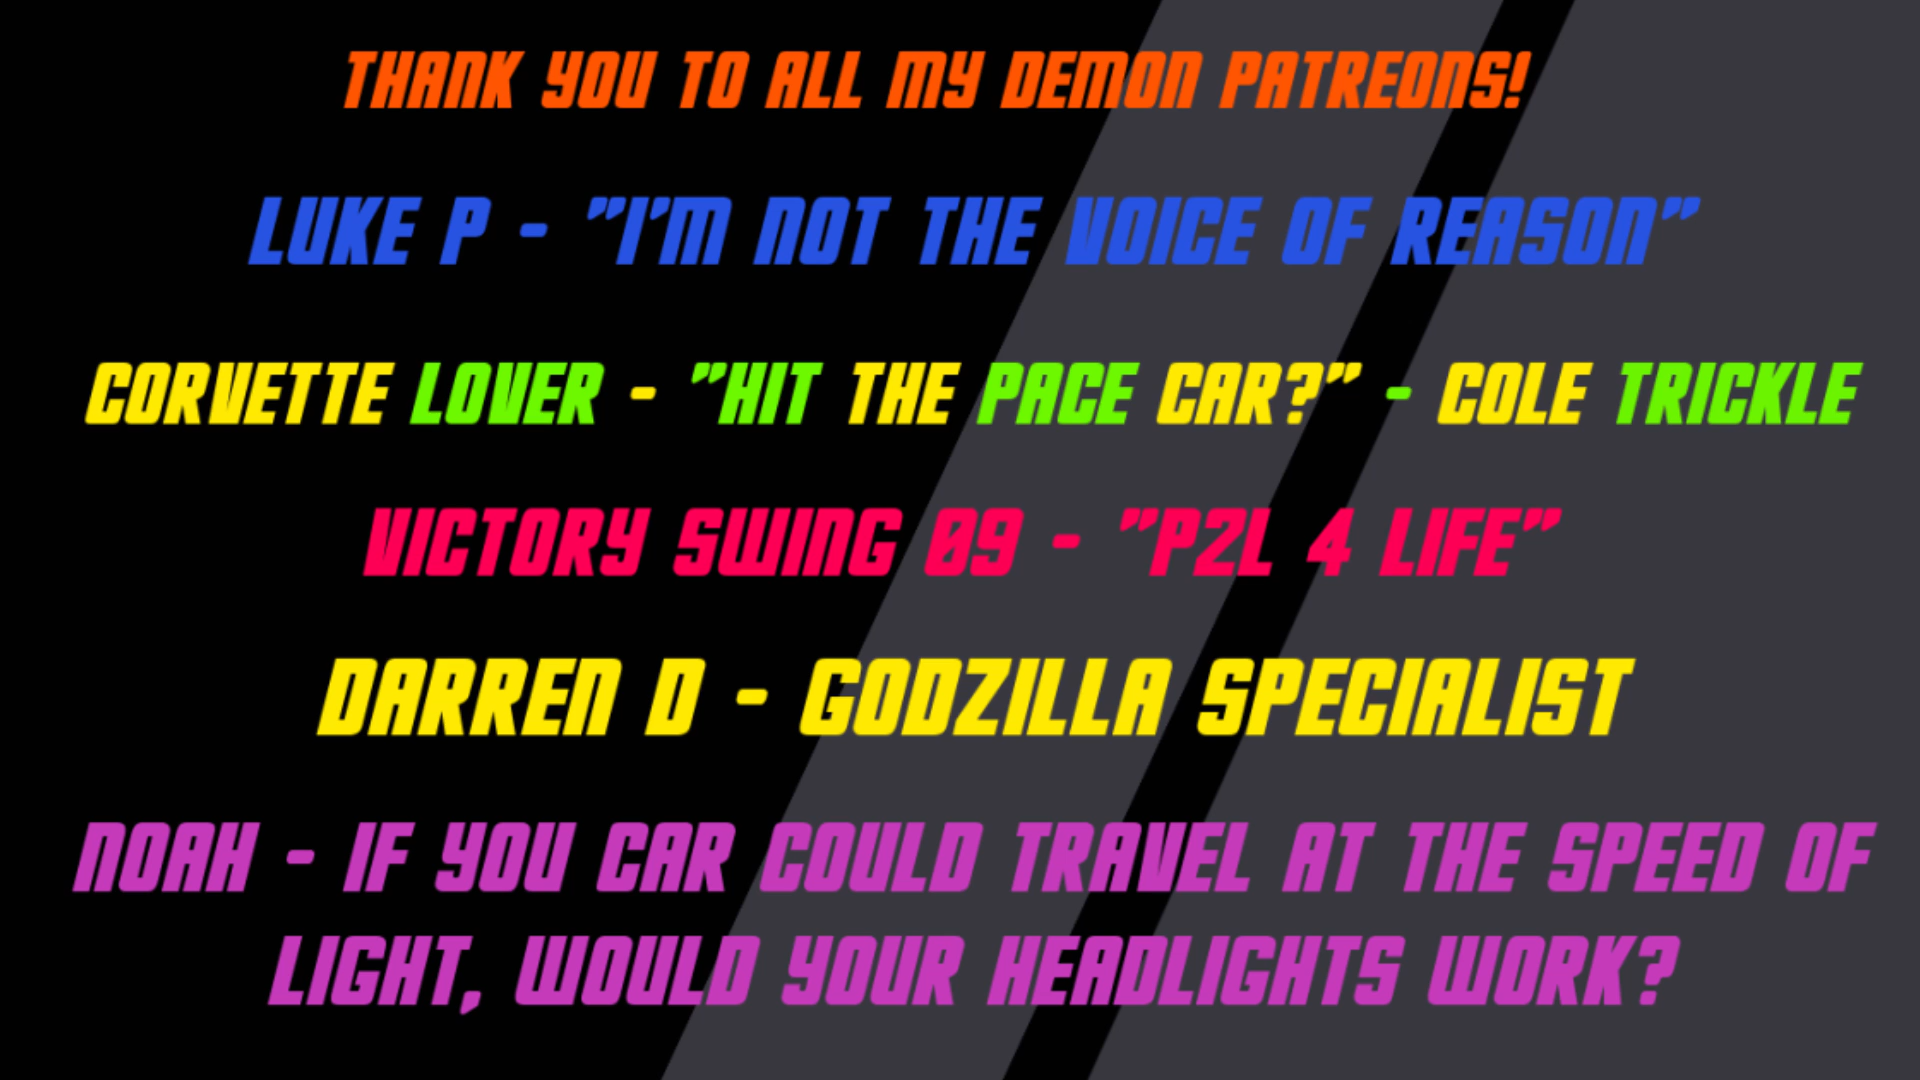 THANK YOU TO ALL MY DEMON PATREONS!
LUKE P - "I'M NOT THE VOICE OF REASON"
CORVETTE LOVER - "HIT THE PACE CAR?" - COLE TRICKLE
VICTORY SWING 09 - "P2L 4 LIFE"
DARREN D - GODZILLA SPECIALIST
NOAH - IF YOU CAR COULD TRAVEL AT THE SPEED OF
LIGHT, WOULD YOUR HEADLIGHTS WORK?